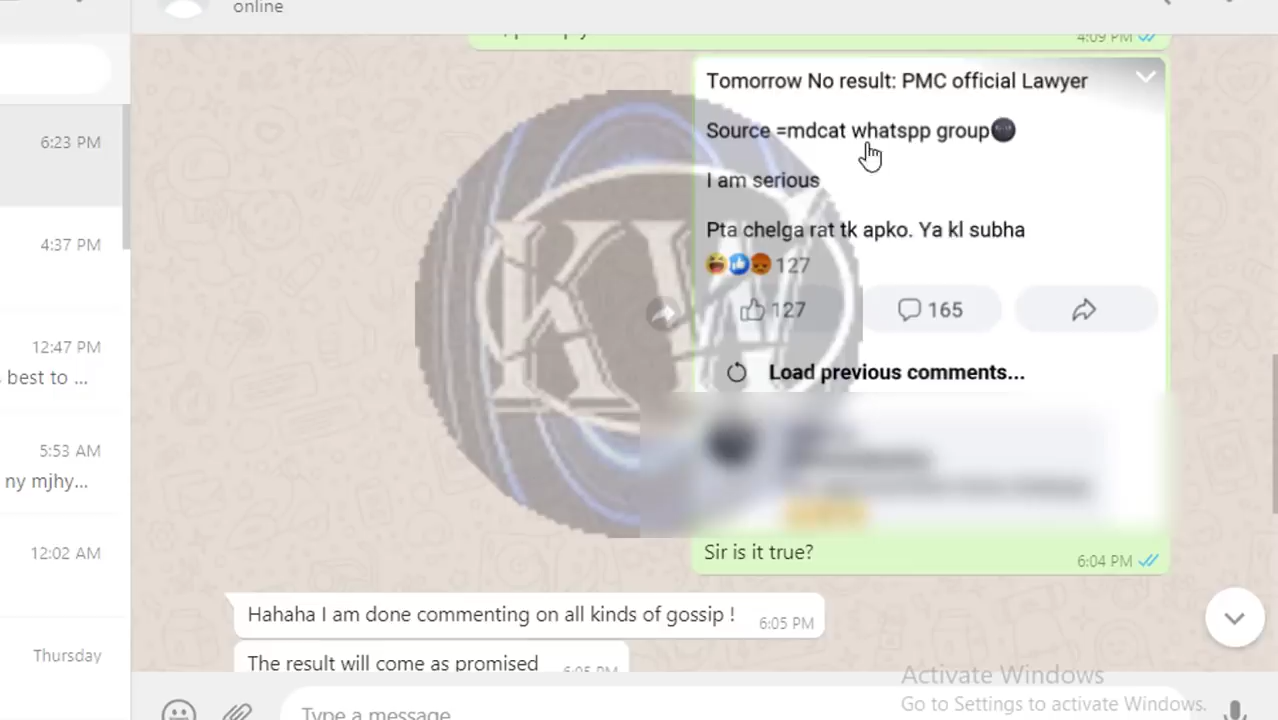 online
4:09 PM
Tomorrow No result: PMC official Lawyer
Source =mdcat whatspp group
I am serious
Pta chelga rat tk apko. Ya kl subha
127
127
165
Load previous comments...
Sir is it true?
6:04 PM
Hahaha I am done commenting on all kinds of gossip !
6:05 PM
The result will come as promised
6:05 PM
Type a message
6:23 PM
4:37 PM
12:47 PM
best to ...
5:53 AM
ny mjhy...
12:02 AM
Thursday
KW
Activate Windows
Go to Settings to activate Windows.